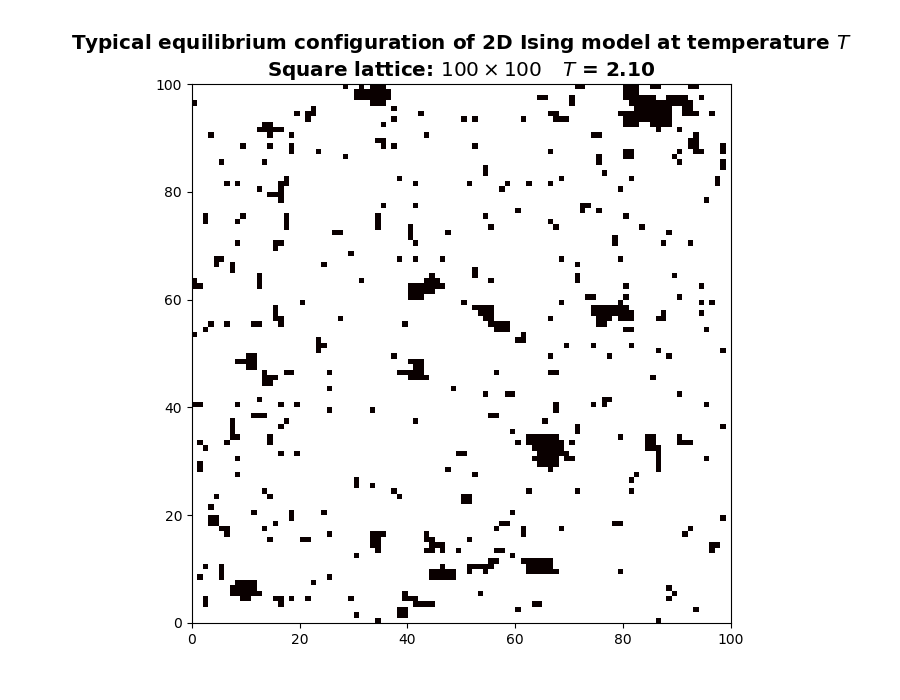 Typical equilibrium configuration of 2D Ising model at temperature T
Square lattice: 100 × 100 T = 2.10
100
80
60
40
20
0
0 20 40 60 80 100